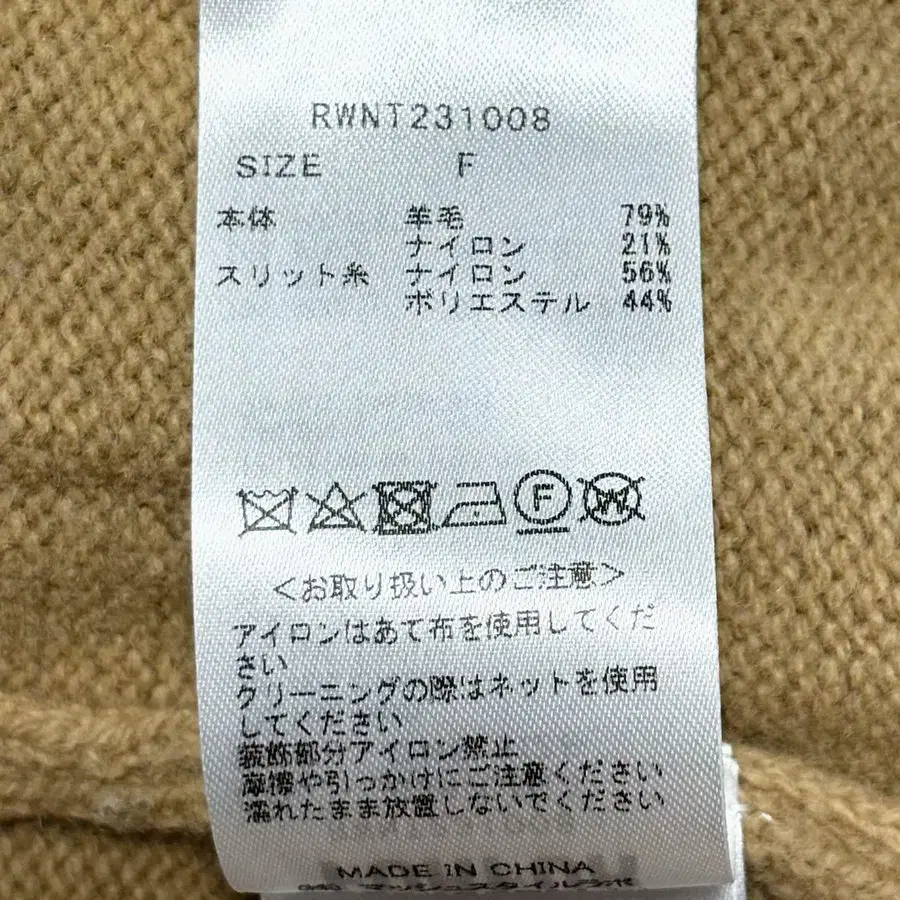 RWNT231008
SIZE F
本体 羊毛 79%
ナイロン 21%
スリット糸 ナイロン 56%
ポリエステル 44%
F W
<お取り扱い上のご注意>
アイロンはあて布を使用してくだ
さい
クリーニングの際はネットを使用
してください
装飾部分アイロン禁止
摩擦や引っかけにご注意ください
濡れたまま放置しないでください
MADE IN CHINA